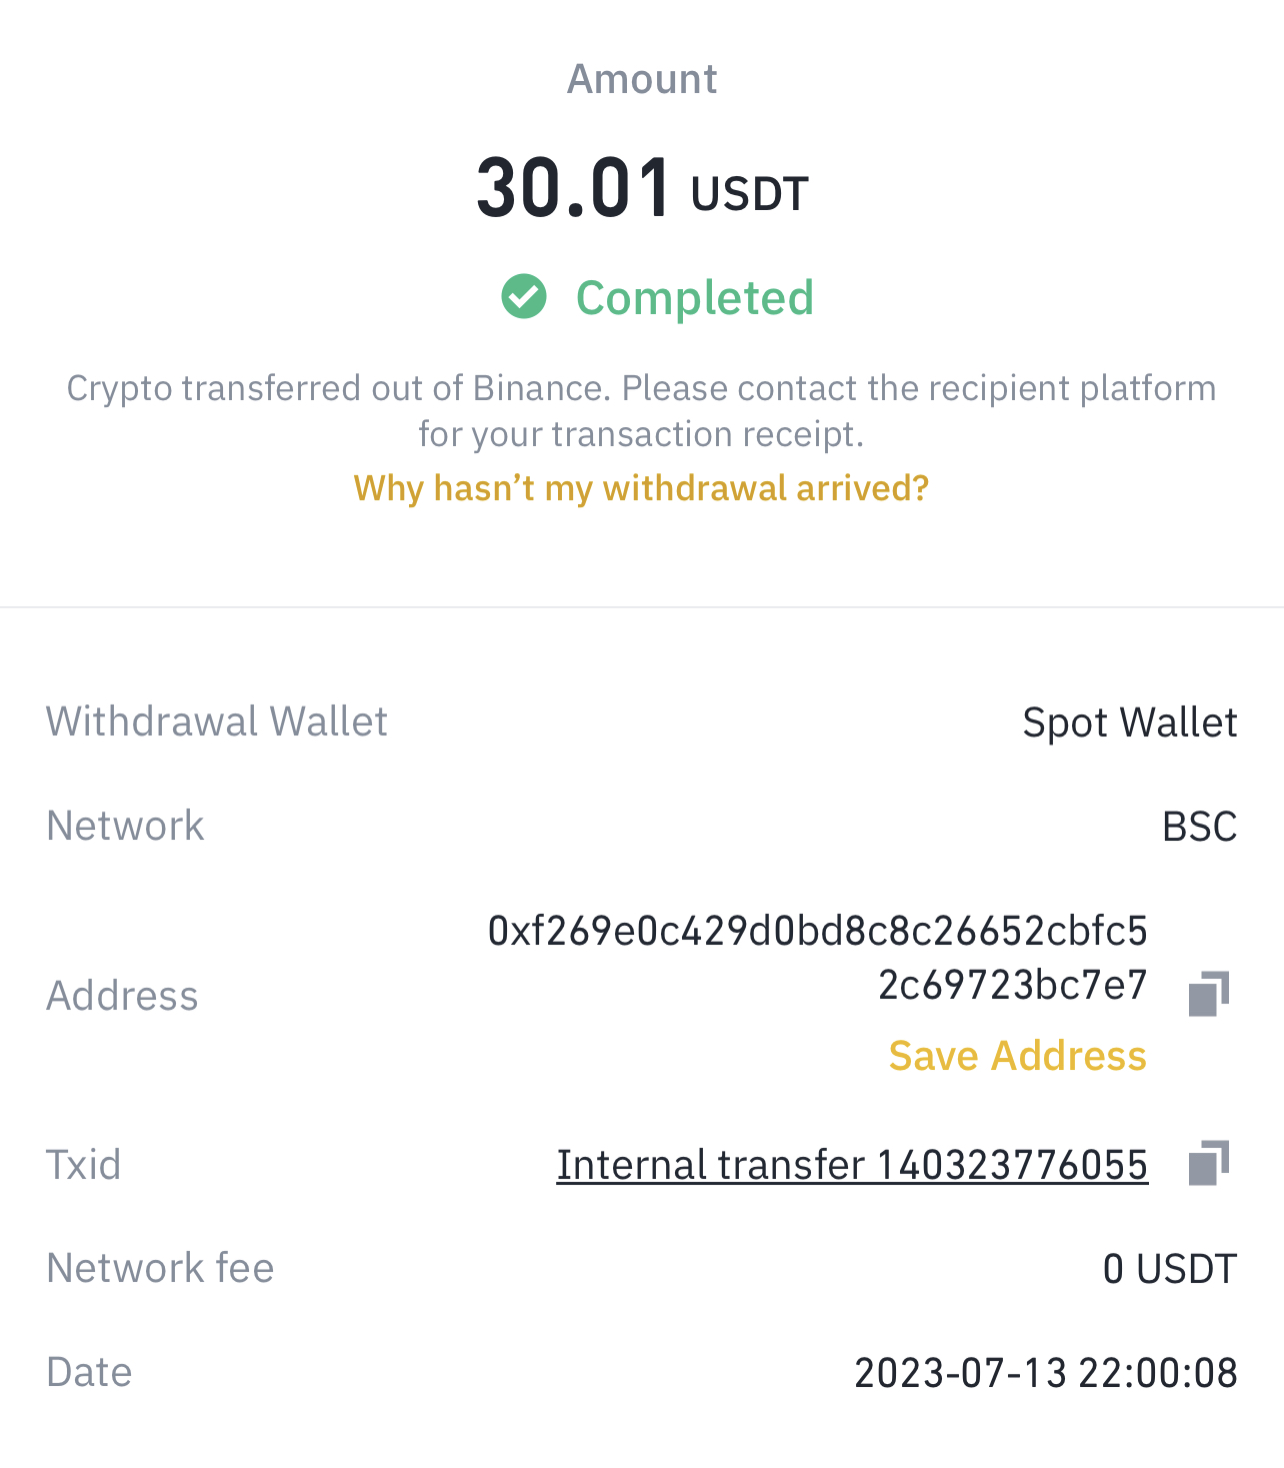 Amount
30.01 USDT
Completed
Crypto transferred out of Binance. Please contact the recipient platform
for your transaction receipt.
Why hasn’t my withdrawal arrived?
Withdrawal Wallet Spot Wallet
Network BSC
Address 0xf269e0c429d0bd8c8c26652cbfc5
2c69723bc7e7
Save Address
Txid Internal transfer 140323776055
Network fee 0 USDT
Date 2023-07-13 22:00:08